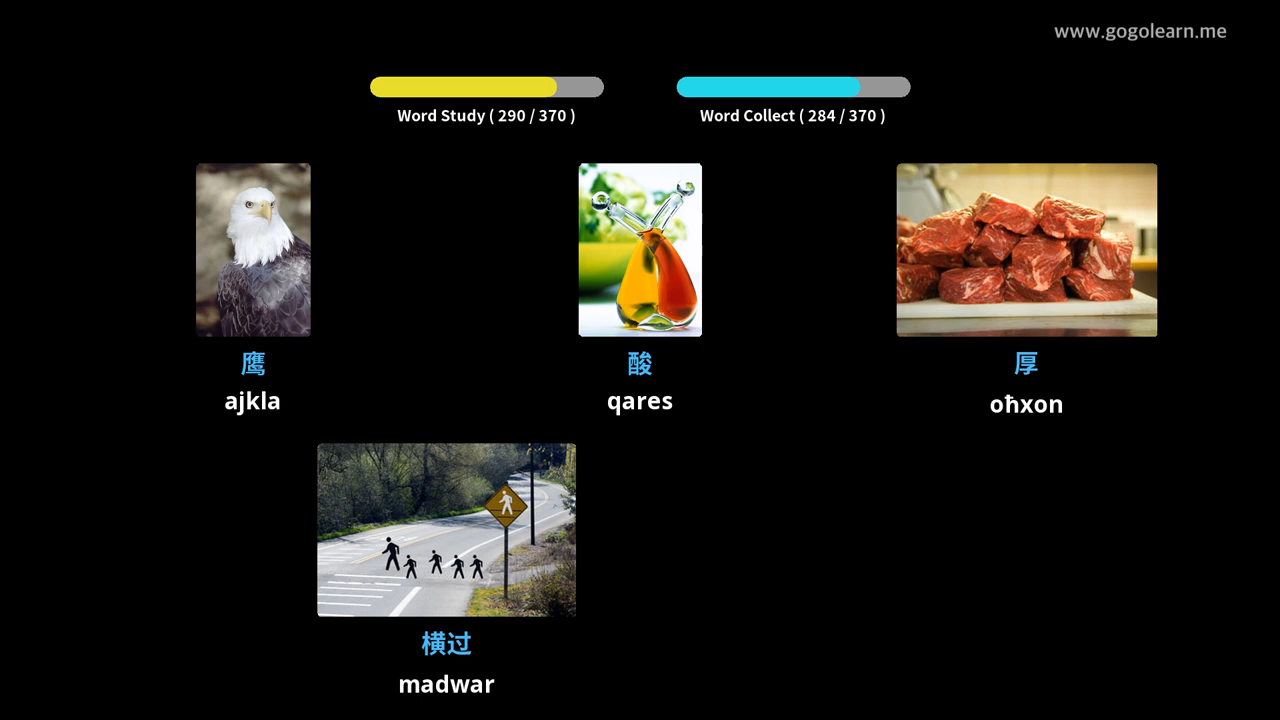 www.gogolearn.me
Word Study ( 290 / 370 )
Word Collect ( 284 / 370 )
鹰
ajkla
酸
qares
厚
oħxon
横过
madwar